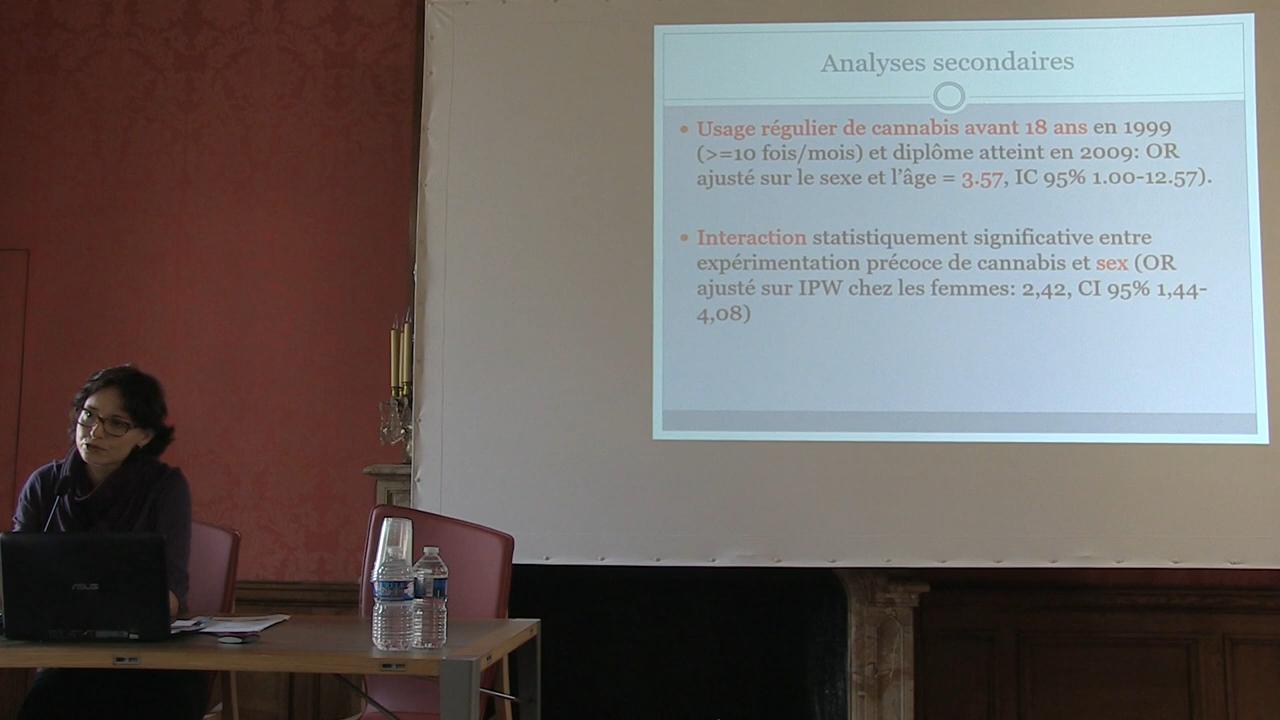 Analyses secondaires
• Usage régulier de cannabis avant 18 ans en 1999
(>=10 fois/mois) et diplôme atteint en 2009: OR
ajusté sur le sexe et l'âge = 3.57, IC 95% 1.00-12.57).
• Interaction statistiquement significative entre
expérimentation précoce de cannabis et sex (OR
ajusté sur IPW chez les femmes: 2,42, CI 95% 1,44-
4,08)
ASUS